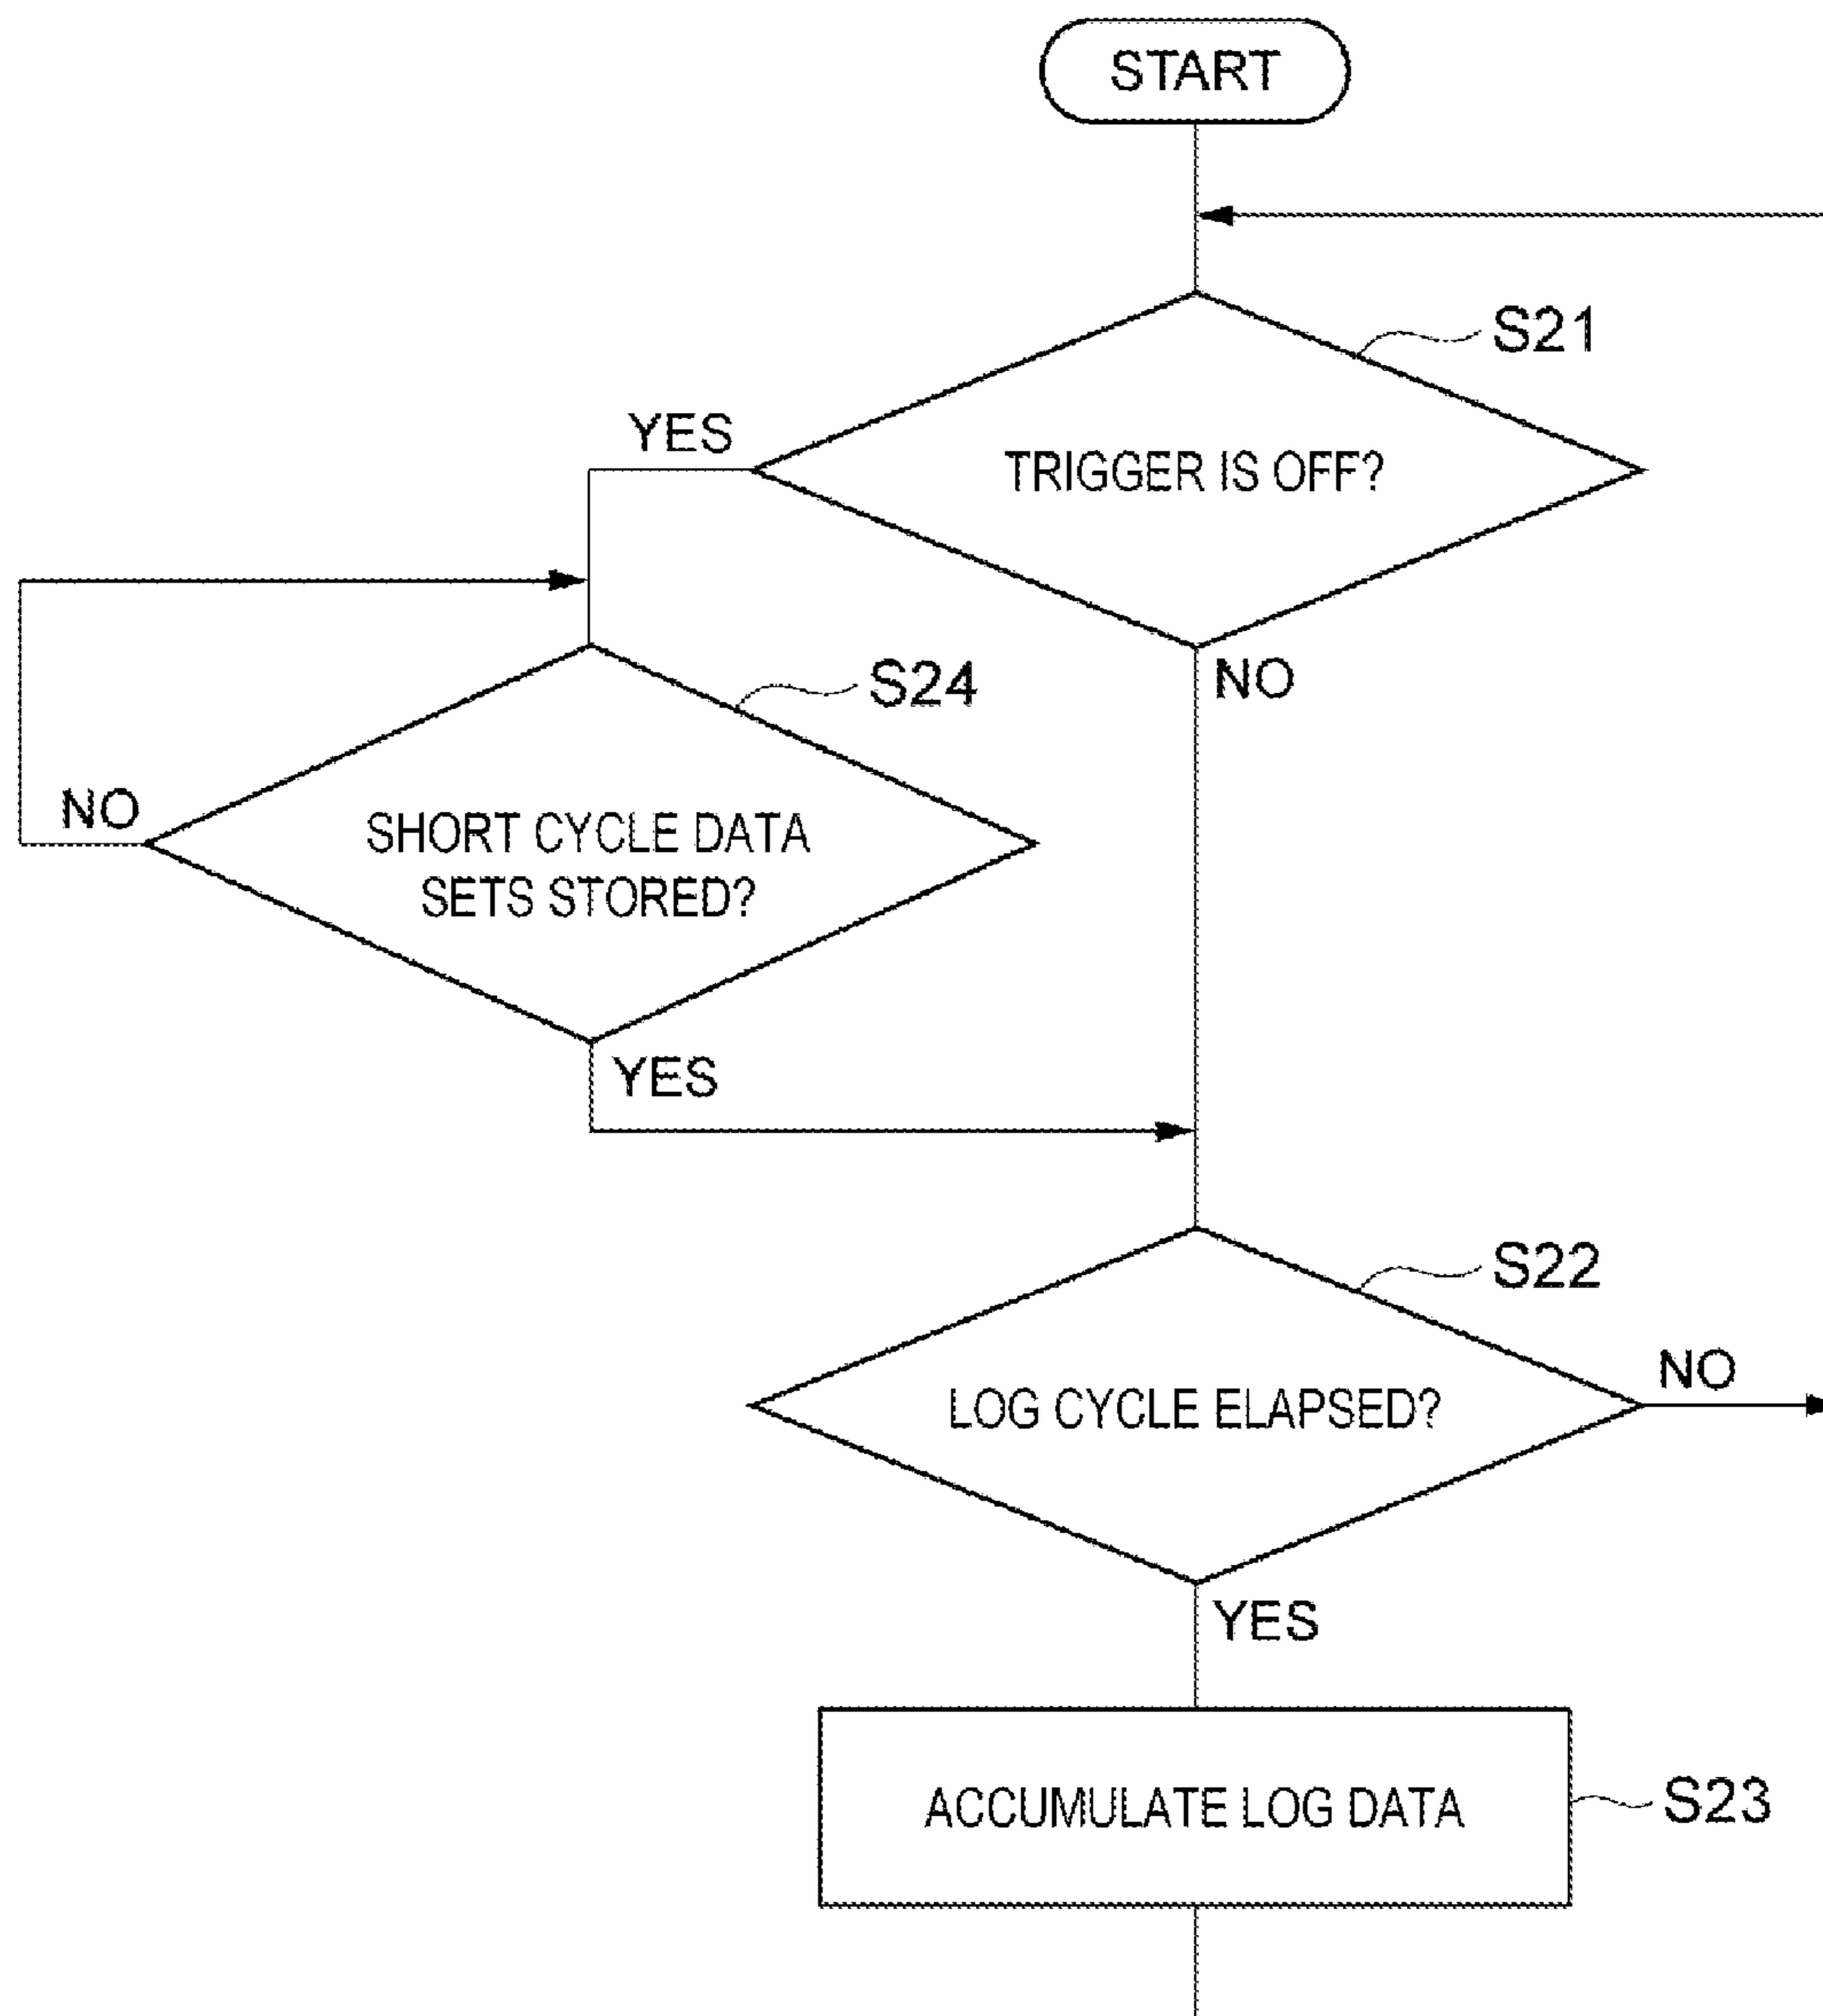 START
S21
YES
TRIGGER IS OFF?
NO
S24
NO
SHORT CYCLE DATA
SETS STORED?
YES
S22
NO
LOG CYCLE ELAPSED?
YES
ACCUMULATE LOG DATA
S23